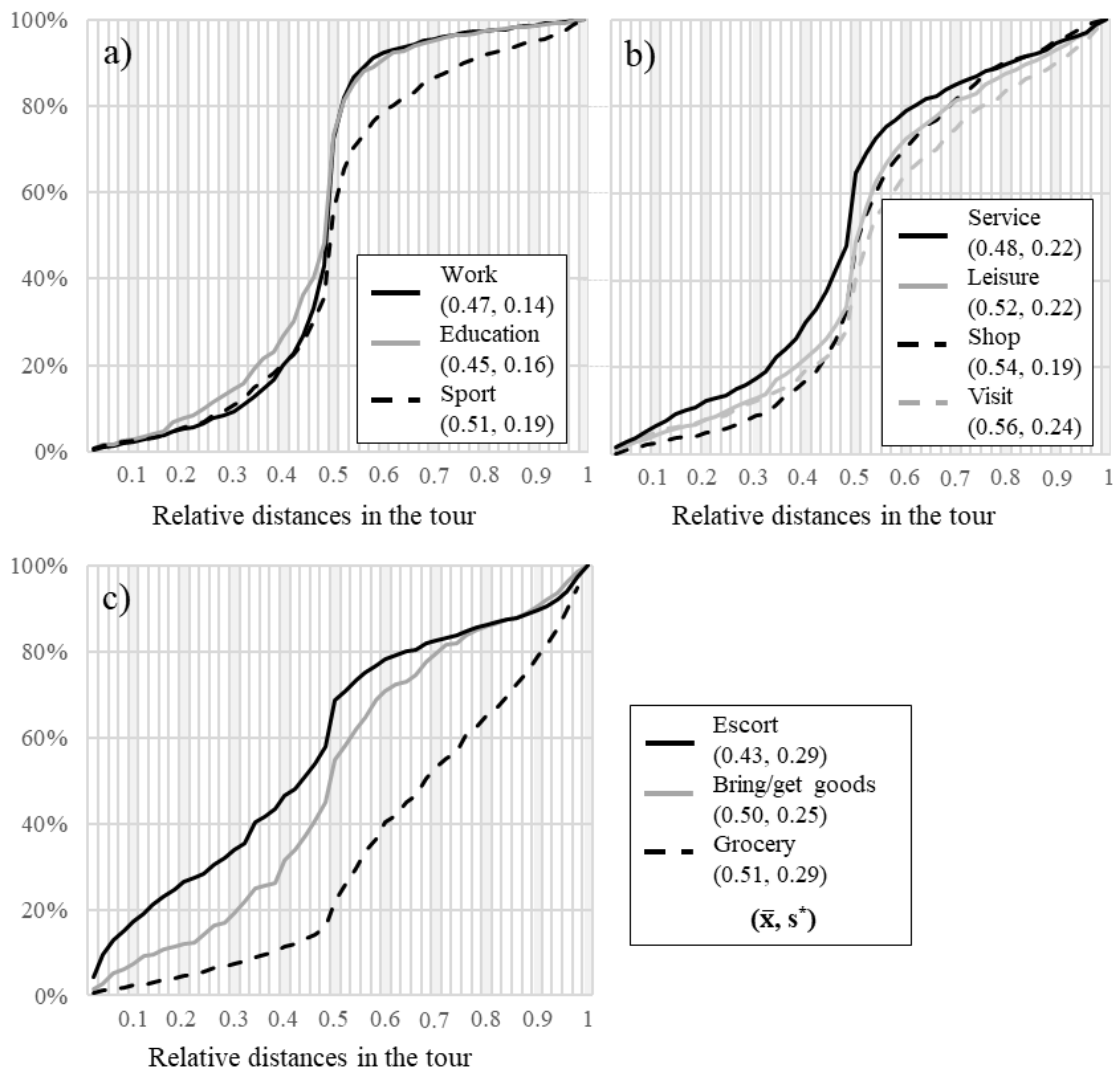 a)
100%
80%
60%
40%
20%
0%
0.1 0.2 0.3 0.4 0.5 0.6 0.7 0.8 0.9 1
Relative distances in the tour
Work
(0.47, 0.14)
Education
(0.45, 0.16)
Sport
(0.51, 0.19)
b)
0.1 0.2 0.3 0.4 0.5 0.6 0.7 0.8 0.9 1
Relative distances in the tour
Service
(0.48, 0.22)
Leisure
(0.52, 0.22)
Shop
(0.54, 0.19)
Visit
(0.56, 0.24)
c)
100%
80%
60%
40%
20%
0%
0.1 0.2 0.3 0.4 0.5 0.6 0.7 0.8 0.9 1
Relative distances in the tour
Escort
(0.43, 0.29)
Bring/get goods
(0.50, 0.25)
Grocery
(0.51, 0.29)
(x̄, s*)